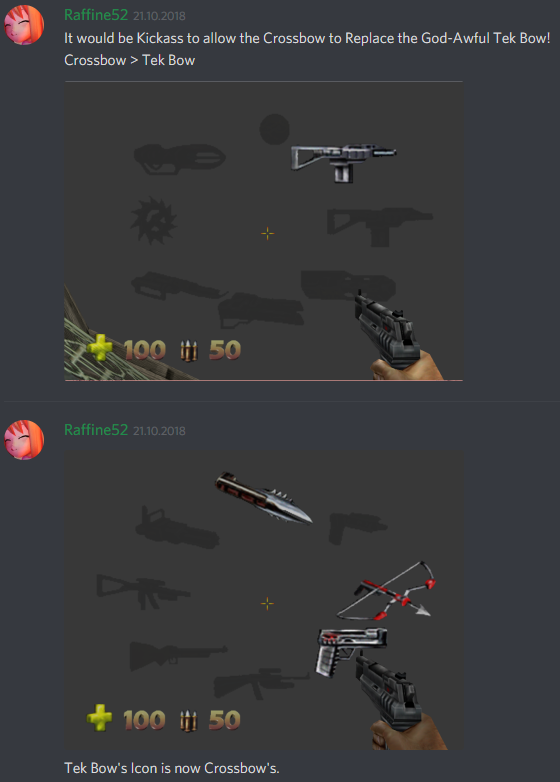 Raffine52 21.10.2018
It would be Kickass to allow the Crossbow to Replace the God-Awful Tek Bow!
Crossbow > Tek Bow
100 50
Raffine52 21.10.2018
100 50
Tek Bow's Icon is now Crossbow's.